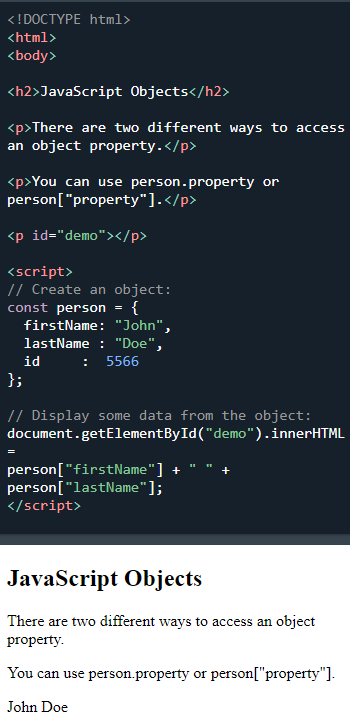 <!DOCTYPE html>
<html>
<body>
<h2>JavaScript Objects</h2>
<p>There are two different ways to access
an object property.</p>
<p>You can use person.property or
person["property"].</p>
<p id="demo"></p>
<script>
// Create an object:
const person = {
  firstName: "John",
  lastName : "Doe",
  id     :  5566
};
// Display some data from the object:
document.getElementById("demo").innerHTML
=
person["firstName"] + " " +
person["lastName"];
</script>
JavaScript Objects
There are two different ways to access an object
property.
You can use person.property or person["property"].
John Doe